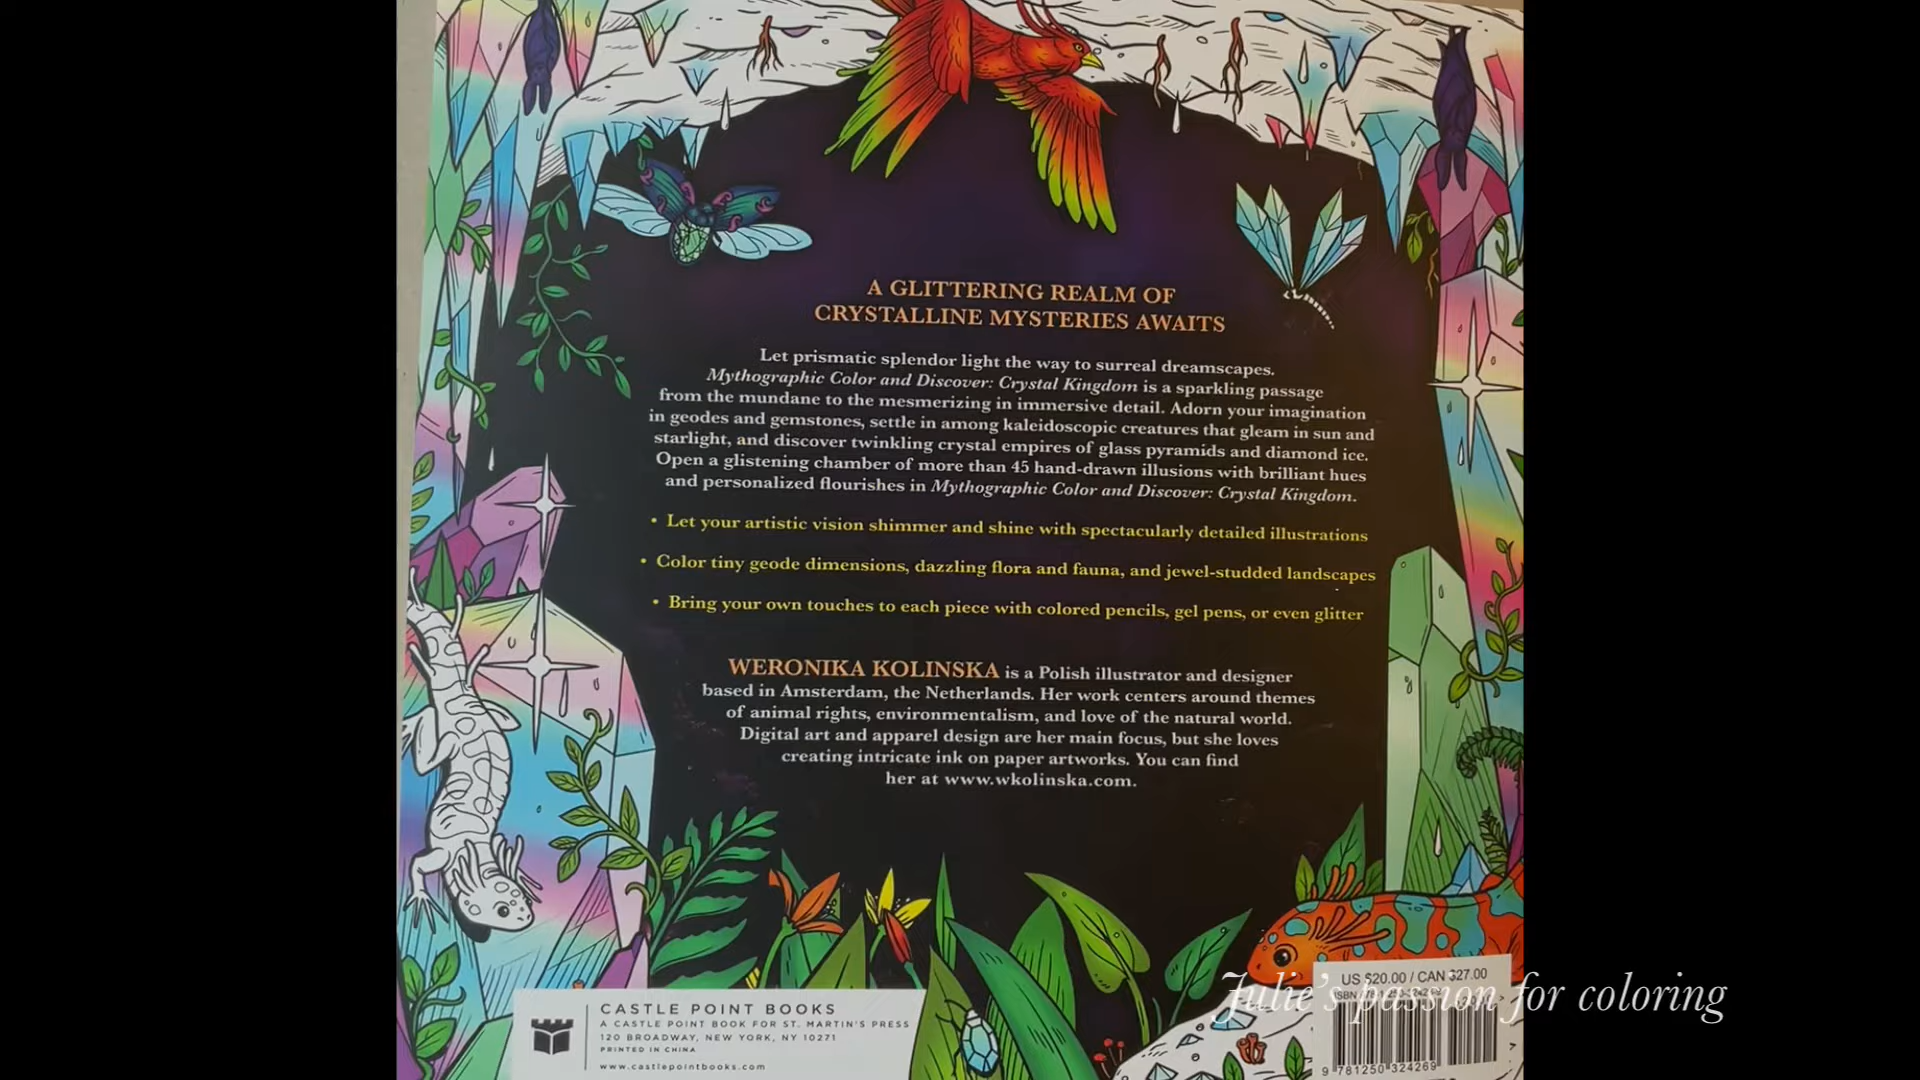 A GLITTERING REALM OF
CRYSTALLINE MYSTERIES AWAITS
Let prismatic splendor light the way to surreal dreamscapes.
Mythographic Color and Discover: Crystal Kingdom is a sparkling passage
from the mundane to the mesmerizing in immersive detail. Adorn your imagination
in geodes and gemstones, settle in among kaleidoscopic creatures that gleam in sun and
starlight, and discover twinkling crystal empires of glass pyramids and diamond ice.
Open a glistening chamber of more than 45 hand-drawn illusions with brilliant hues
and personalized flourishes in Mythographic Color and Discover: Crystal Kingdom.
• Let your artistic vision shimmer and shine with spectacularly detailed illustrations
• Color tiny geode dimensions, dazzling flora and fauna, and jewel-studded landscapes
• Bring your own touches to each piece with colored pencils, gel pens, or even glitter
WERONIKA KOLINSKA is a Polish illustrator and designer
based in Amsterdam, the Netherlands. Her work centers around themes
of animal rights, environmentalism, and love of the natural world.
Digital art and apparel design are her main focus, but she loves
creating intricate ink on paper artworks. You can find
her at www.wkolinska.com.
CASTLE POINT BOOKS
A CASTLE POINT BOOK FOR ST. MARTIN'S PRESS
120 BROADWAY, NEW YORK, NY 10271
PRINTED IN CHINA
www.castlepointbooks.com
US $20.00 / CAN $27.00
ISBN
Julie's passion for coloring
9 781250 324269